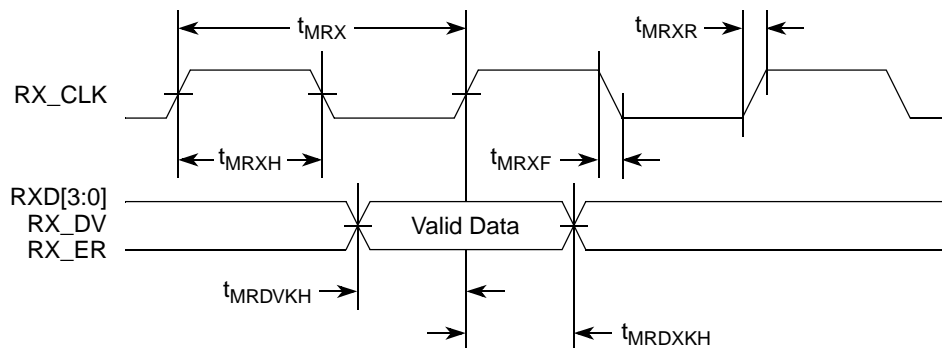 tMRX
tMRXR
RX_CLK
tMRXH
tMRXF
RXD[3:0]
RX_DV
Valid Data
RX_ER
tMRDVKH
tMRDXKH